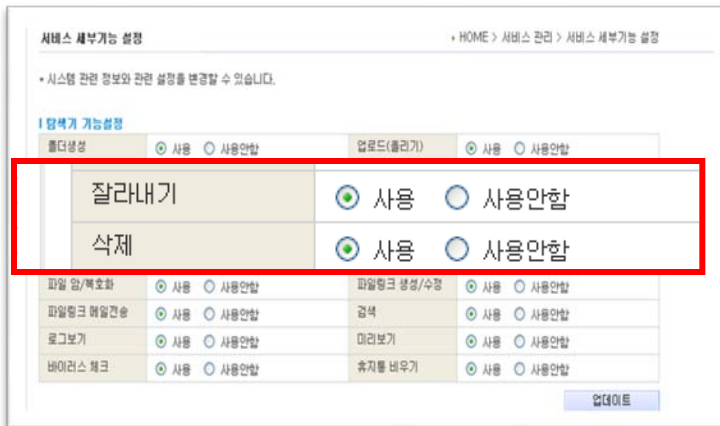 서비스 세부기능 설정
HOME > 서비스 관리 > 서비스 세부기능 설정
시스템 관련 정보와 관련 설정을 변경할 수 있습니다.
탐색기 기능설정
폴더생성 사용 사용안함 업로드(올리기) 사용 사용안함
잘라내기 사용 사용안함
삭제 사용 사용안함
파일 암/복호화 사용 사용안함 파일링크 생성/수정 사용 사용안함
파일링크 메일전송 사용 사용안함 검색 사용 사용안함
로그보기 사용 사용안함 미리보기 사용 사용안함
바이러스 체크 사용 사용안함 휴지통 비우기 사용 사용안함
업데이트